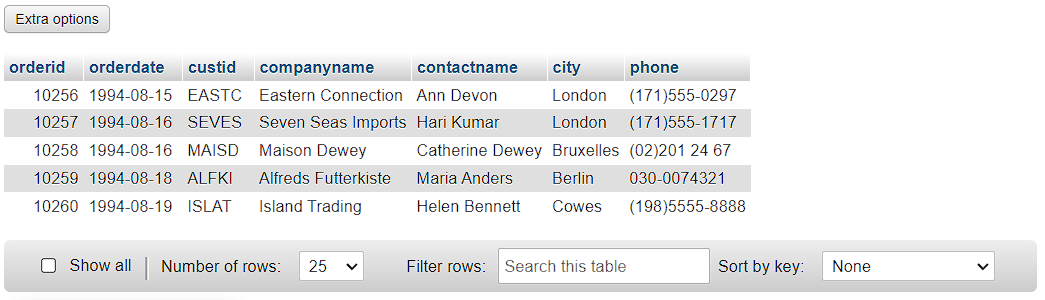 Extra options
orderid orderdate custid companyname contactname city phone
10256 1994-08-15 EASTC Eastern Connection Ann Devon London (171)555-0297
10257 1994-08-16 SEVES Seven Seas Imports Hari Kumar London (171)555-1717
10258 1994-08-16 MAISD Maison Dewey Catherine Dewey Bruxelles (02)201 24 67
10259 1994-08-18 ALFKI Alfreds Futterkiste Maria Anders Berlin 030-0074321
10260 1994-08-19 ISLAT Island Trading Helen Bennett Cowes (198)5555-8888
Show all Number of rows: 25 Filter rows: Search this table Sort by key: None